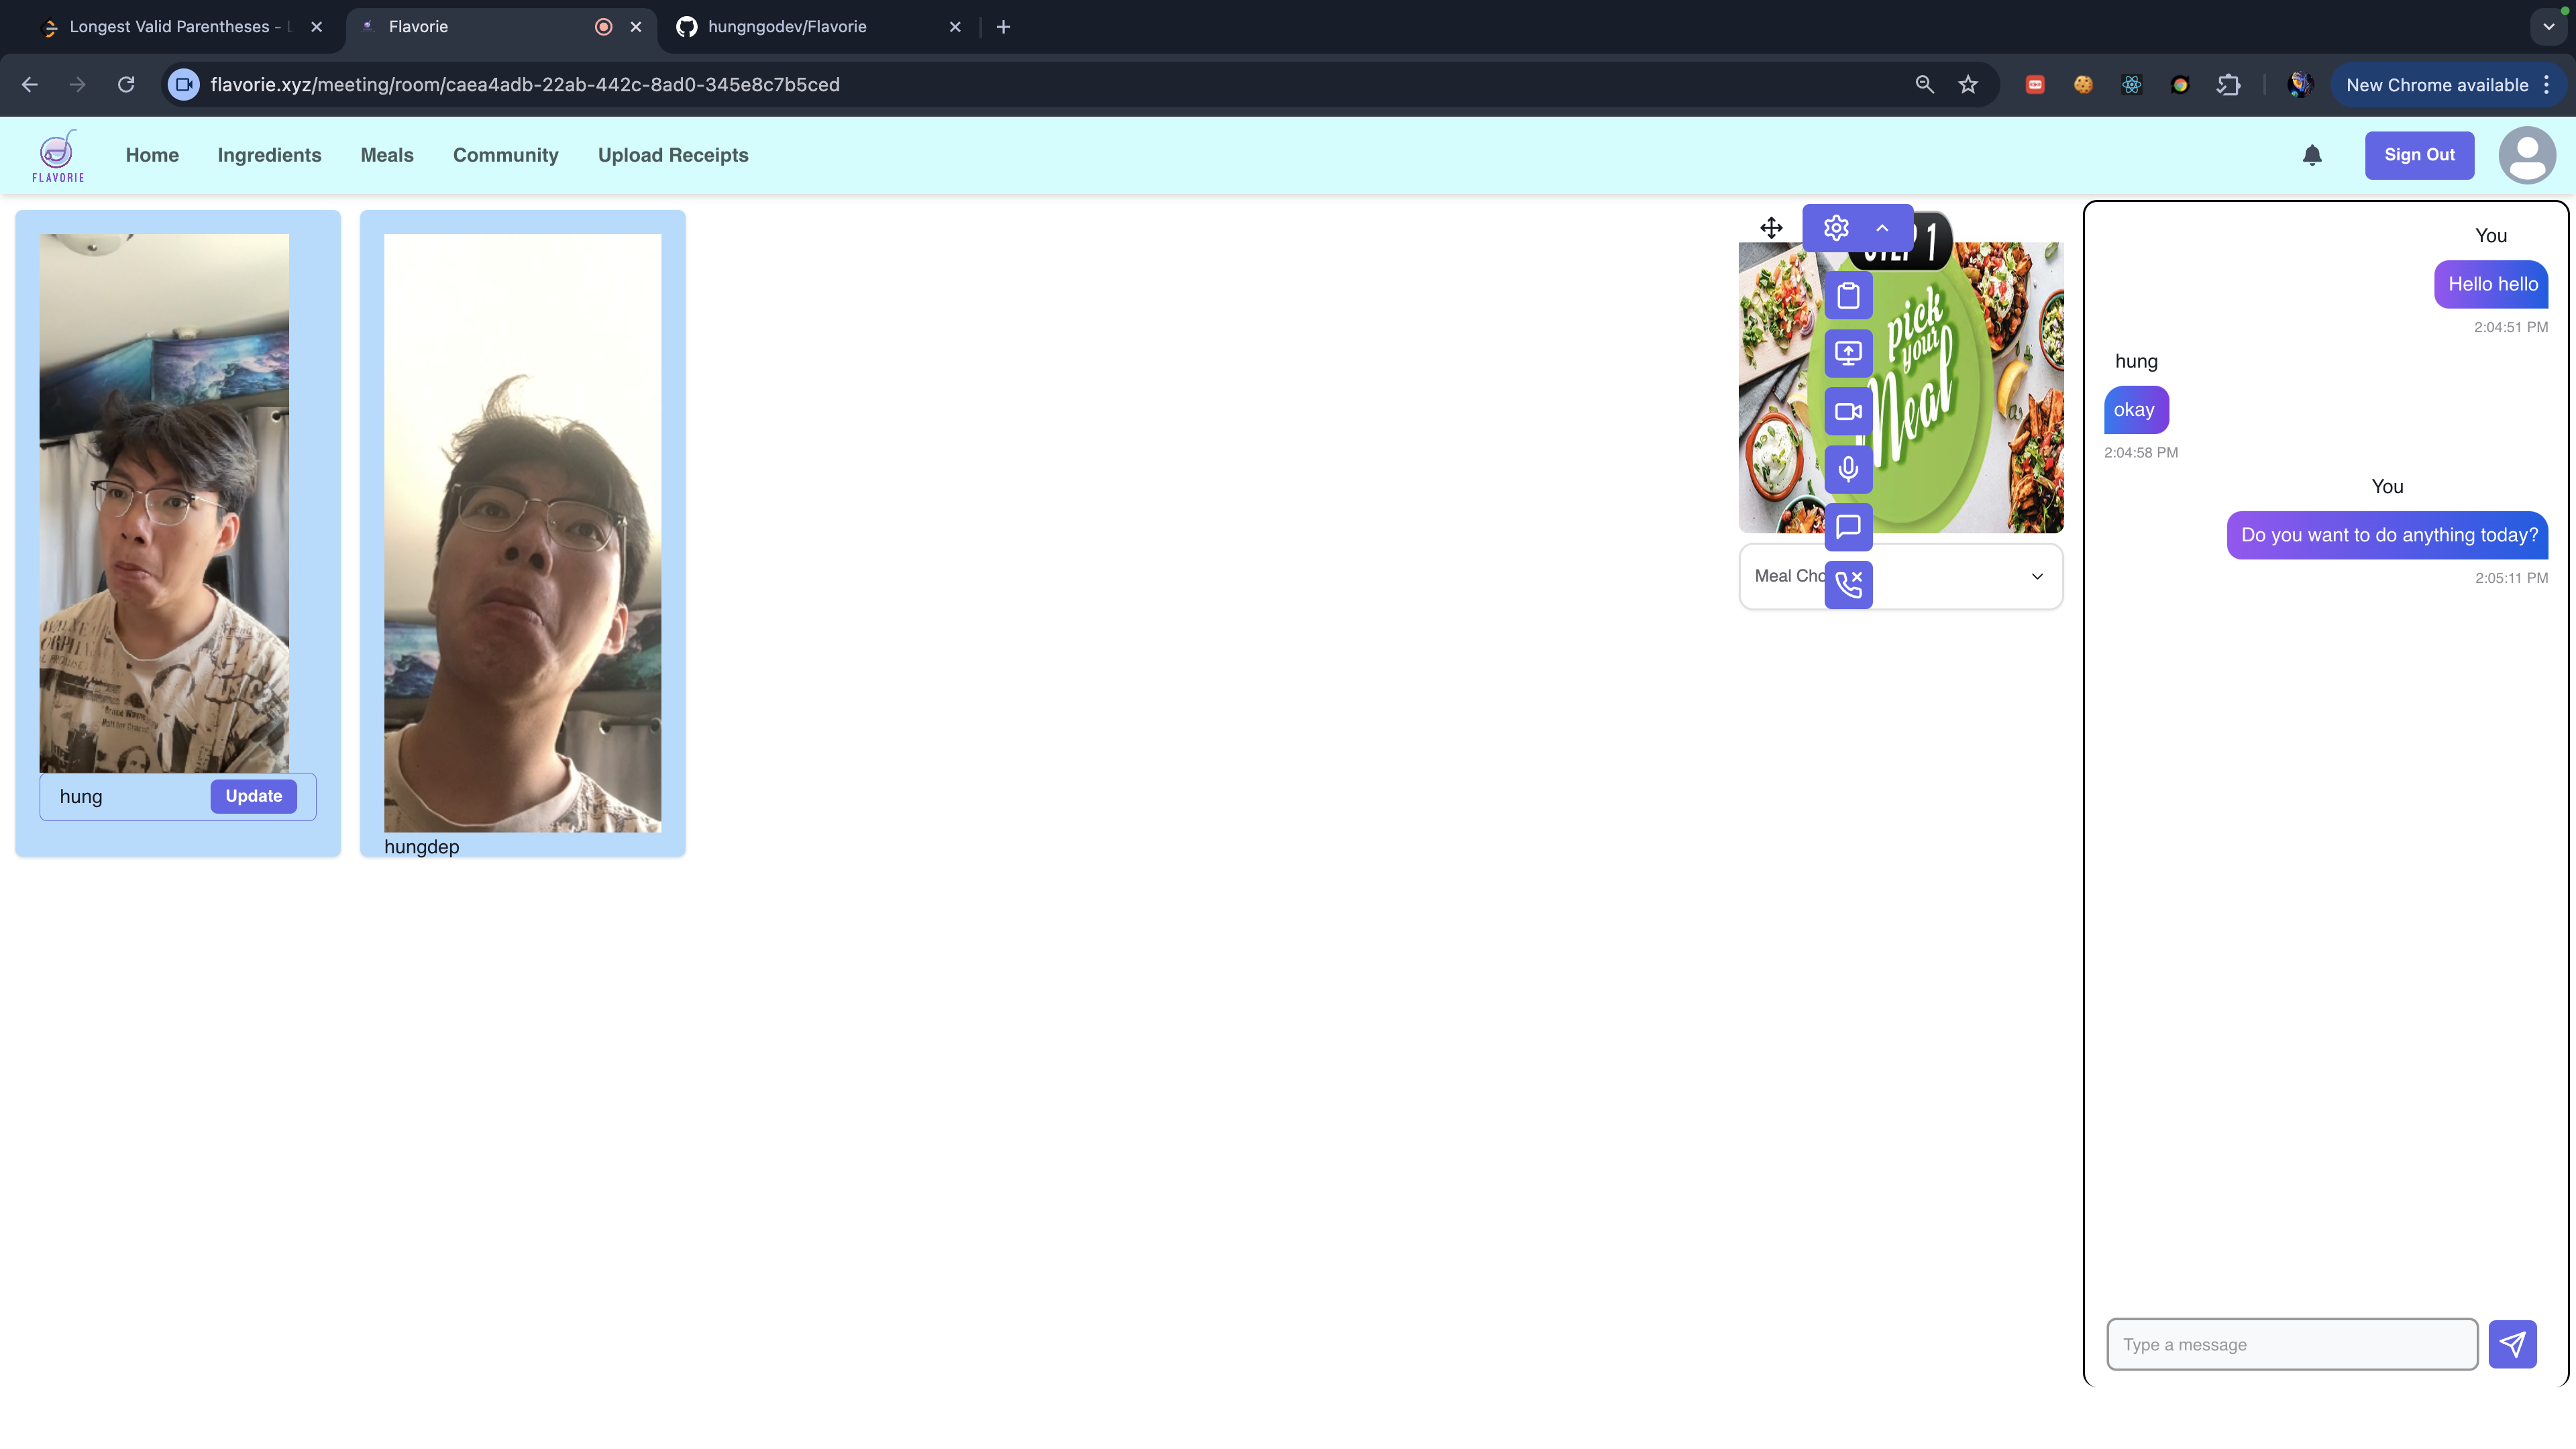 Longest Valid Parentheses - L
Flavorie
hungngodev/Flavorie
flavorie.xyz/meeting/room/caea4adb-22ab-442c-8ad0-345e8c7b5ced
New Chrome available
FLAVORIE
Home
Ingredients
Meals
Community
Upload Receipts
Sign Out
hung
Update
hungdep
1
pick
your
Meal
Meal Cho
You
Hello hello
2:04:51 PM
hung
okay
2:04:58 PM
You
Do you want to do anything today?
2:05:11 PM
Type a message